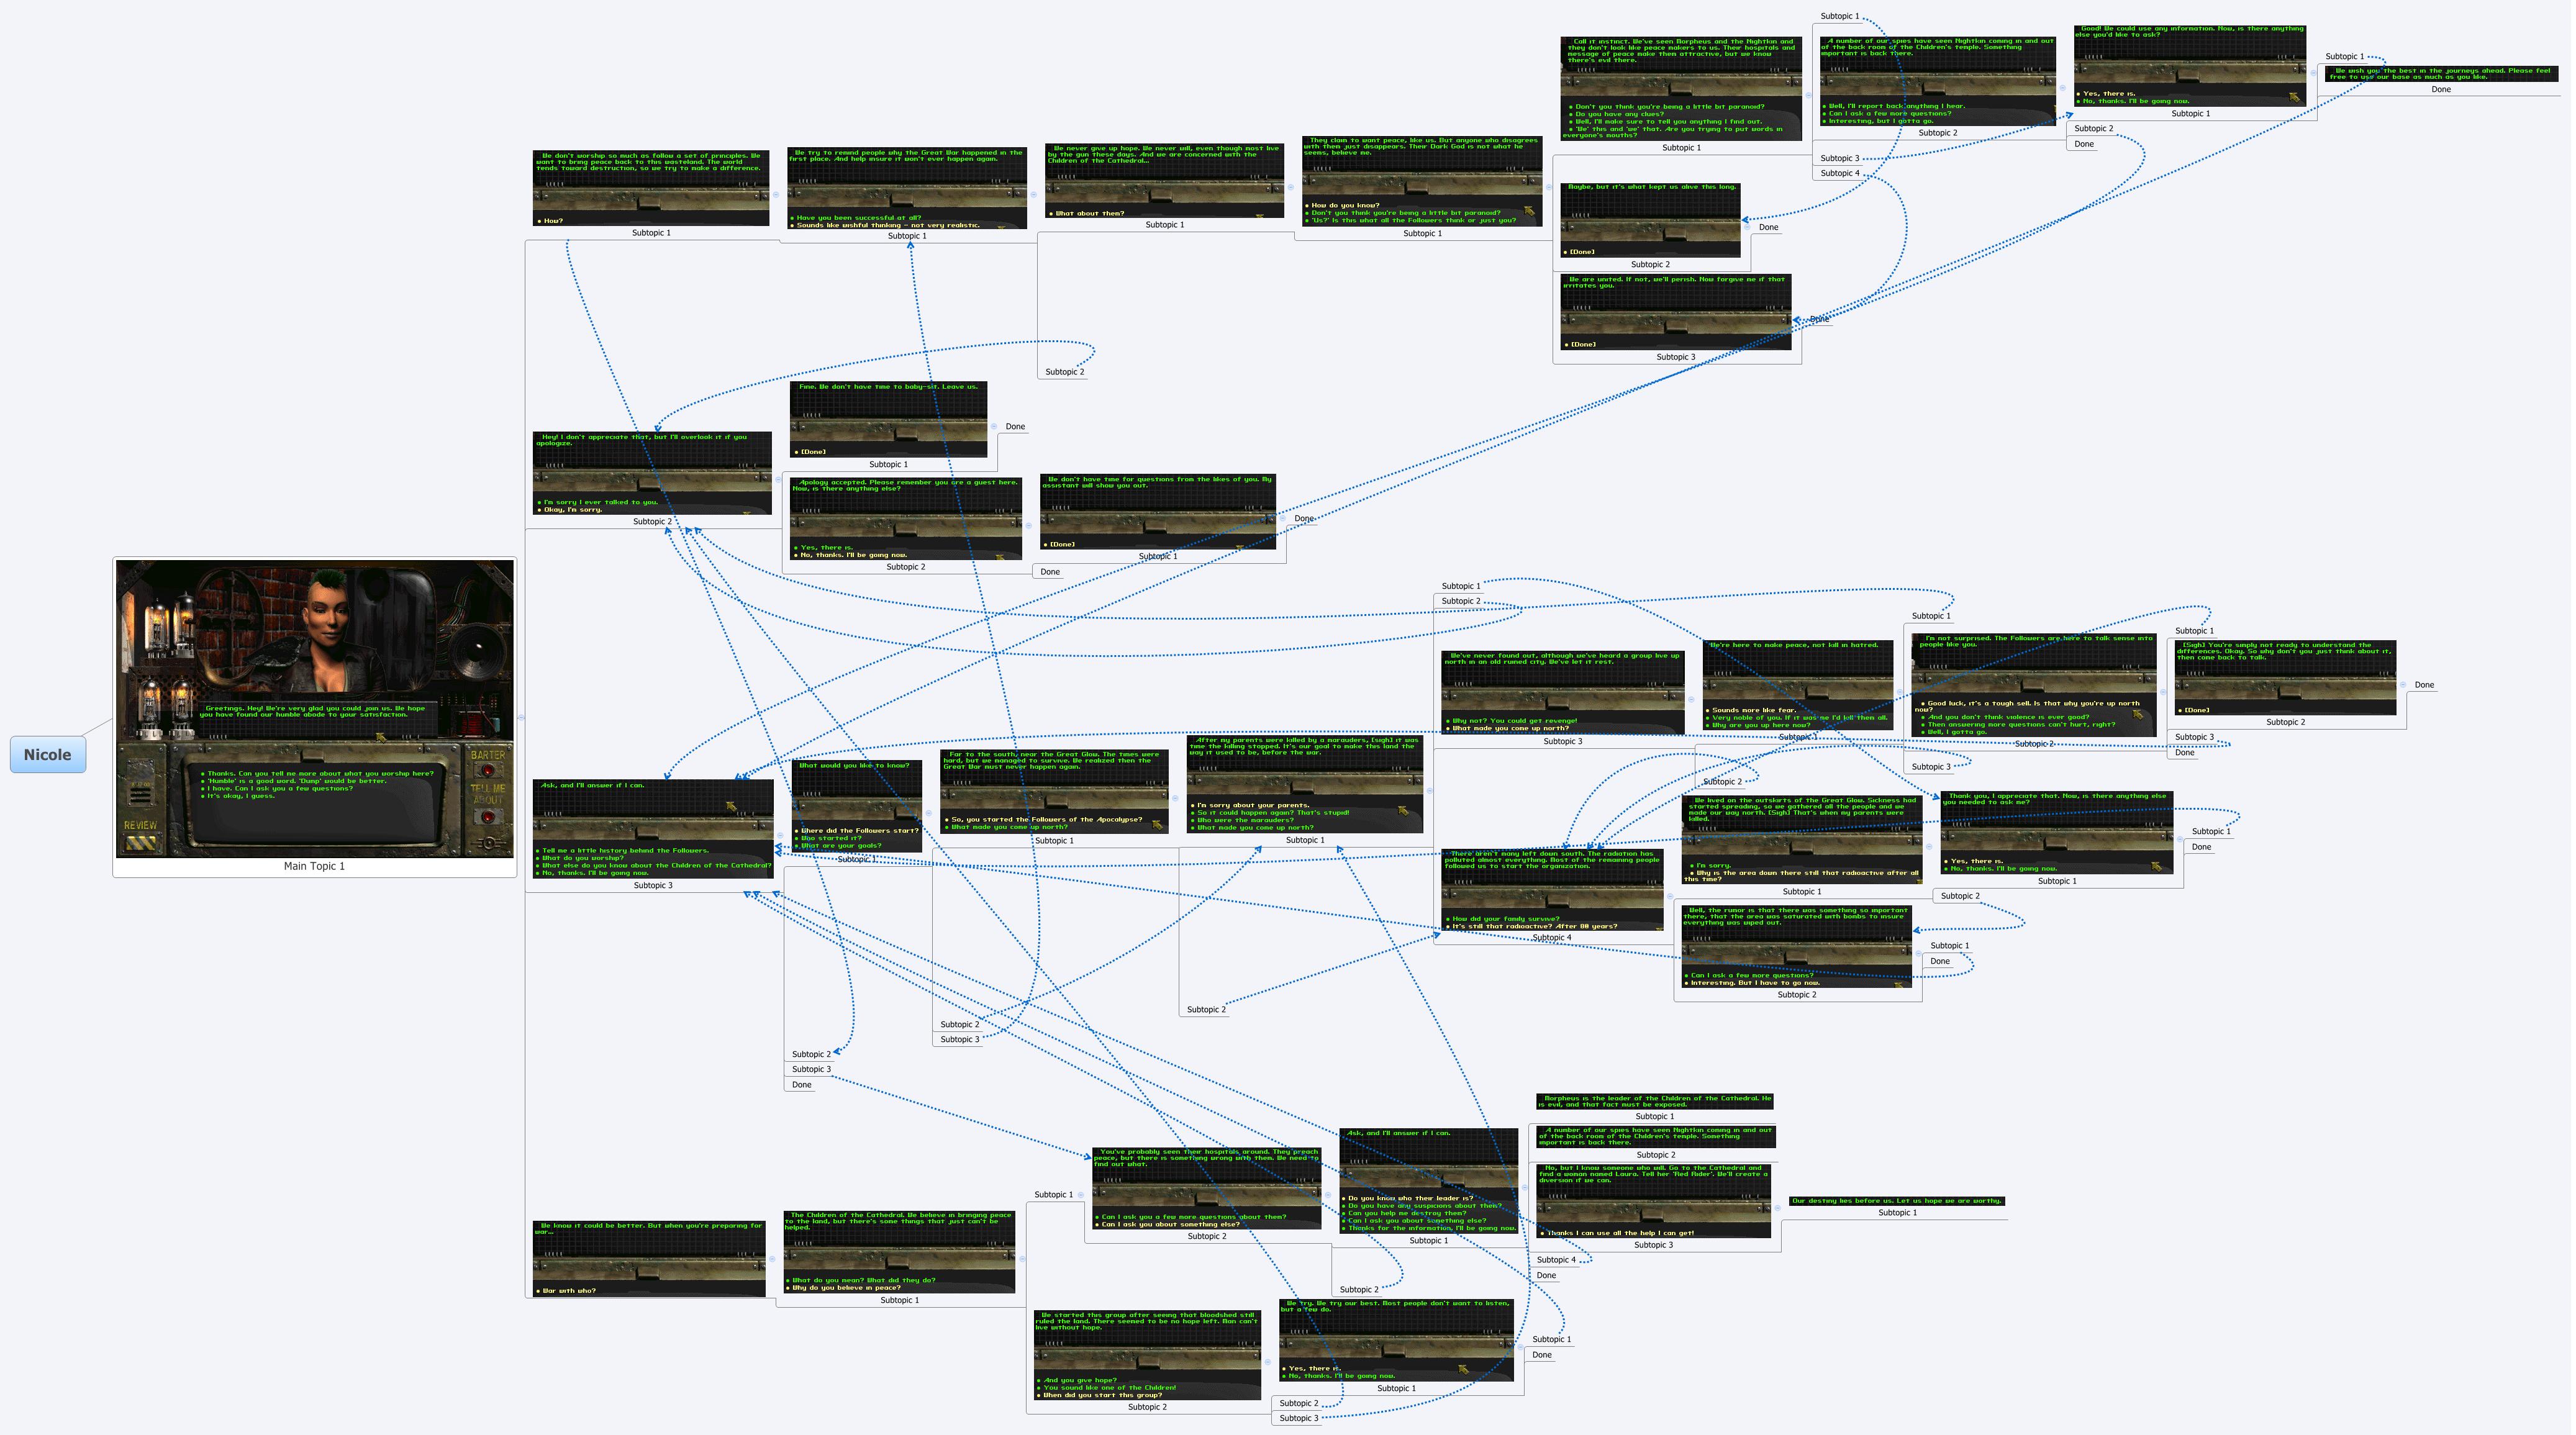 Nicole
Greetings. Hey! We're very glad you could join us. We hope
you have found our humble abode to your satisfaction.
Thanks. Can you tell me more about what you worship here?
'Humble' is a good word. 'Dump' would be better.
I have. Can I ask you a few questions?
It's okay, I guess.
BARTER
TELL ME
ABOUT
REVIEW
Main Topic 1
We don't worship so much as follow a set of principles. We
want to bring peace back to this wasteland. The world
tends toward destruction, so we try to make a difference.
How?
Subtopic 1
We try to remind people why the Great War happened in the
first place. And help insure it won't ever happen again.
Have you been successful at all?
Sounds like wishful thinking - not very realistic.
Subtopic 1
We never give up hope. We never will, even though most live
by the gun these days. And we are concerned with the
Children of the Cathedral...
What about them?
Subtopic 1
They claim to want peace, like us. But anyone who disagrees
with them just disappears. Their Dark God is not what he
seems, believe me.
How do you know?
Don't you think you're being a little bit paranoid?
'Us?' Is this what all the Followers think or just you?
Subtopic 1
Call it instinct. We've seen Morpheus and the Nightkin and
they don't look like peace makers to us. Their hospitals and
message of peace make them attractive, but we know
there's evil there.
Don't you think you're being a little bit paranoid?
Do you have any clues?
Well, I'll make sure to tell you anything I find out.
'We' this and 'we' that. Are you trying to put words in
everyone's mouths?
Subtopic 1
Subtopic 1
A number of our spies have seen Nightkin coming in and out
of the back room of the Children's temple. Something
important is back there.
Well, I'll report back anything I hear.
Can I ask a few more questions?
Interesting, but I gotta go.
Subtopic 2
Good! We could use any information. Now, is there anything
else you'd like to ask?
Yes, there is.
No, thanks. I'll be going now.
Subtopic 1
Subtopic 1
We wish you the best in the journeys ahead. Please feel
free to use our base as much as you like.
Done
Subtopic 2
Done
Subtopic 3
Subtopic 4
Maybe, but it's what kept us alive this long.
[Done]
Subtopic 2
Done
We are united. If not, we'll perish. Now forgive me if that
irritates you.
[Done]
Subtopic 3
Done
Subtopic 2
Hey! I don't appreciate that, but I'll overlook it if you
apologize.
I'm sorry I ever talked to you.
Okay, I'm sorry.
Subtopic 2
Fine. We don't have time to baby-sit. Leave us.
[Done]
Subtopic 1
Done
Apology accepted. Please remember you are a guest here.
Now, is there anything else?
Yes, there is.
No, thanks. I'll be going now.
Subtopic 2
We don't have time for questions from the likes of you. My
assistant will show you out.
[Done]
Subtopic 1
Done
Done
Ask, and I'll answer if I can.
Tell me a little history behind the Followers.
What do you worship?
What else do you know about the Children of the Cathedral?
No, thanks. I'll be going now.
Subtopic 3
What would you like to know?
Where did the Followers start?
Who started it?
What are your goals?
Subtopic 1
Far to the south, near the Great Glow. The times were
hard, but we managed to survive. We realized then the
Great War must never happen again.
So, you started the Followers of the Apocalypse?
What made you come up north?
Subtopic 1
After my parents were killed by a marauders, [sigh] it was
time the killing stopped. It's our goal to make this land the
way it used to be, before the war.
I'm sorry about your parents.
So it could happen again? That's stupid!
Who were the marauders?
What made you come up north?
Subtopic 1
Subtopic 1
Subtopic 2
We've never found out, although we've heard a group live up
north in an old ruined city. We've let it rest.
Why not? You could get revenge!
What made you come up north?
Subtopic 3
We're here to make peace, not kill in hatred.
Sounds more like fear.
Very noble of you. If it was me I'd kill them all.
Why are you up here now?
Subtopic 1
Subtopic 1
I'm not surprised. The Followers are here to talk sense into
people like you.
Good luck, it's a tough sell. Is that why you're up north
now?
And you don't think violence is ever good?
Then answering more questions can't hurt, right?
Well, I gotta go.
Subtopic 2
Subtopic 1
[Sigh] You're simply not ready to understand the
differences. Okay. So why don't you just think about it,
then come back to talk.
[Done]
Subtopic 2
Done
Subtopic 3
Done
Subtopic 3
Subtopic 2
There aren't many left down south. The radiation has
polluted almost everything. Most of the remaining people
followed us to start the organization.
How did your family survive?
It's still that radioactive? After 80 years?
Subtopic 4
We lived on the outskirts of the Great Glow. Sickness had
started spreading, so we gathered all the people and we
made our way north. [Sigh] That's when my parents were
killed.
I'm sorry.
Why is the area down there still that radioactive after all
this time?
Subtopic 1
Thank you, I appreciate that. Now, is there anything else
you needed to ask me?
Yes, there is.
No, thanks. I'll be going now.
Subtopic 1
Subtopic 1
Done
Subtopic 2
Well, the rumor is that there was something so important
there, that the area was saturated with bombs to insure
everything was wiped out.
Can I ask a few more questions?
Interesting. But I have to go now.
Subtopic 2
Subtopic 1
Done
Subtopic 2
Subtopic 2
Subtopic 3
Subtopic 2
Subtopic 3
Done
We know it could be better. But when you're preparing for
war...
War with who?
The Children of the Cathedral. We believe in bringing peace
to the land, but there's some things that just can't be
helped.
What do you mean? What did they do?
Why do you believe in peace?
Subtopic 1
Subtopic 1
You've probably seen their hospitals around. They preach
peace, but there is something wrong with them. We need to
find out what.
Can I ask you a few more questions about them?
Can I ask you about something else?
Subtopic 2
Ask, and I'll answer if I can.
Do you know who their leader is?
Do you have any suspicions about them?
Can you help me destroy them?
Can I ask you about something else?
Thanks for the information, I'll be going now.
Subtopic 1
Morpheus is the leader of the Children of the Cathedral. He
is evil, and that fact must be exposed.
Subtopic 1
A number of our spies have seen Nightkin coming in and out
of the back room of the Children's temple. Something
important is back there.
Subtopic 2
No, but I know someone who will. Go to the Cathedral and
find a woman named Laura. Tell her 'Red Rider'. We'll create a
diversion if we can.
Thanks I can use all the help I can get!
Subtopic 3
Our destiny lies before us. Let us hope we are worthy.
Subtopic 1
Subtopic 4
Done
Subtopic 2
We started this group after seeing that bloodshed still
ruled the land. There seemed to be no hope left. Man can't
live without hope.
And you give hope?
You sound like one of the Children!
When did you start this group?
Subtopic 2
We try. We try our best. Most people don't want to listen,
but a few do.
Yes, there is.
No, thanks. I'll be going now.
Subtopic 1
Subtopic 1
Done
Subtopic 2
Subtopic 3